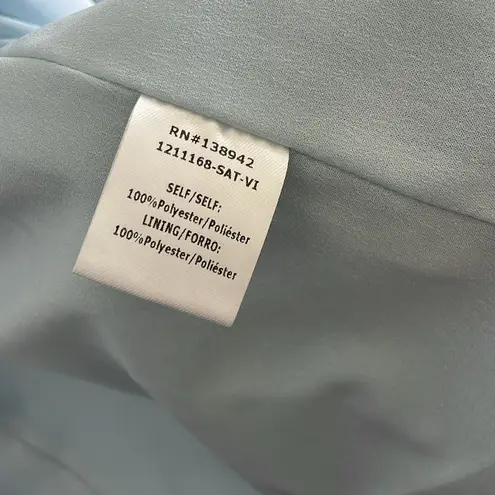 RN#138942
1211168-SAT-VI
SELF/SELF:
100%Polyester/Poliéster
LINING/FORRO:
100%Polyester/Poliéster